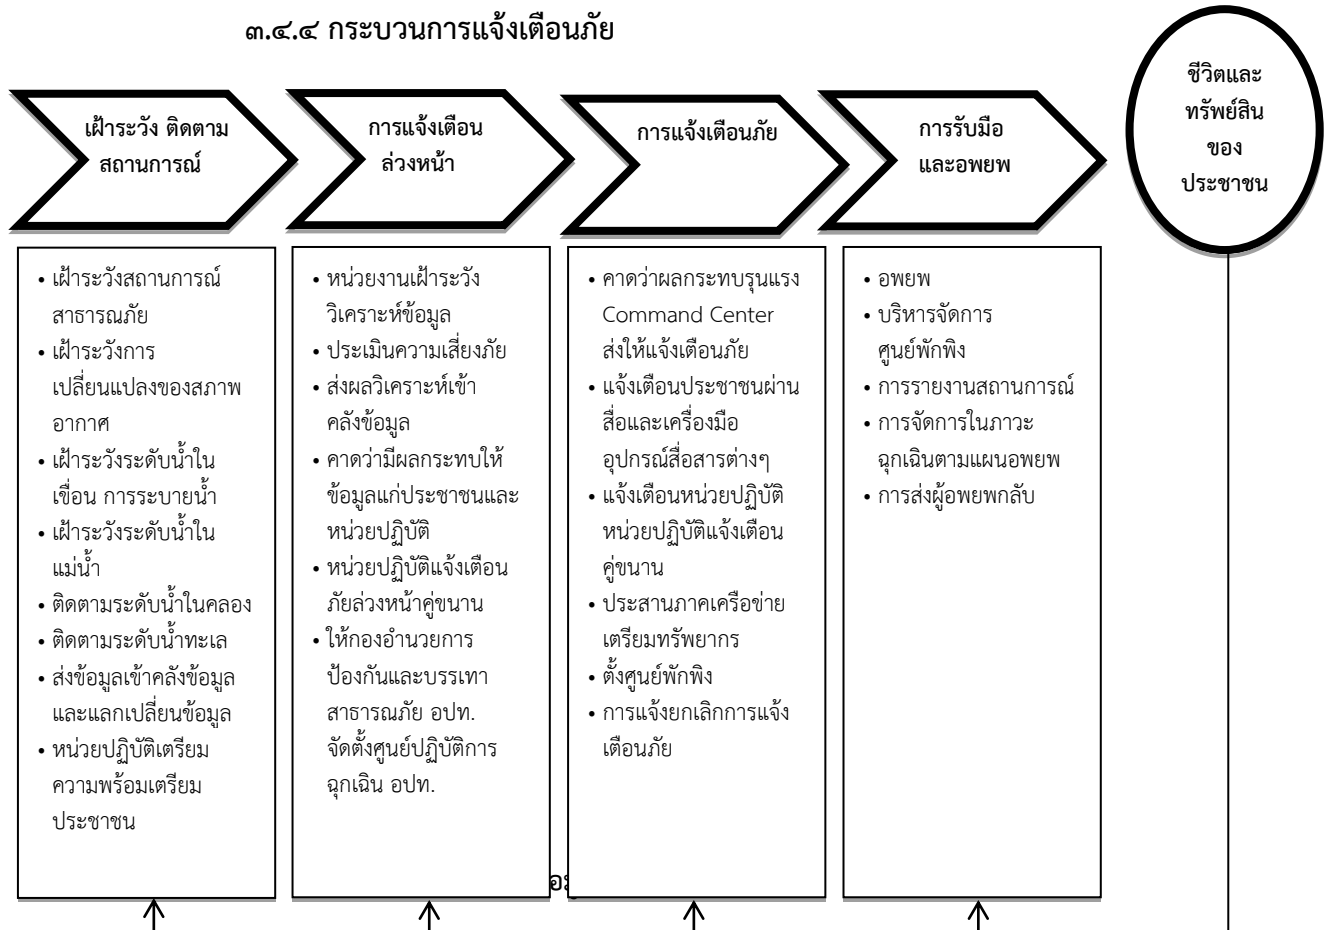 ๓.๔.๔ กระบวนการแจ้งเตือนภัย
เฝ้าระวัง ติดตาม
สถานการณ์
การแจ้งเตือน
ล่วงหน้า
การแจ้งเตือนภัย
การรับมือ
และอพยพ
ชีวิตและ
ทรัพย์สิน
ของ
ประชาชน
• เฝ้าระวังสถานการณ์
สาธารณภัย
• เฝ้าระวังการ
เปลี่ยนแปลงของสภาพ
อากาศ
• เฝ้าระวังระดับน้ำใน
เขื่อน การระบายน้ำ
• เฝ้าระวังระดับน้ำใน
แม่น้ำ
• ติดตามระดับน้ำในคลอง
• ติดตามระดับน้ำทะเล
• ส่งข้อมูลเข้าคลังข้อมูล
และแลกเปลี่ยนข้อมูล
• หน่วยปฏิบัติเตรียม
ความพร้อมเตรียม
ประชาชน
• หน่วยงานเฝ้าระวัง
วิเคราะห์ข้อมูล
• ประเมินความเสี่ยงภัย
• ส่งผลวิเคราะห์เข้า
คลังข้อมูล
• คาดว่ามีผลกระทบให้
ข้อมูลแก่ประชาชนและ
หน่วยปฏิบัติ
• หน่วยปฏิบัติแจ้งเตือน
ภัยล่วงหน้าคู่ขนาน
• ให้กองอำนวยการ
ป้องกันและบรรเทา
สาธารณภัย อปท.
จัดตั้งศูนย์ปฏิบัติการ
ฉุกเฉิน อปท.
• คาดว่าผลกระทบรุนแรง
Command Center
ส่งให้แจ้งเตือนภัย
• แจ้งเตือนประชาชนผ่าน
สื่อและเครื่องมือ
อุปกรณ์สื่อสารต่างๆ
• แจ้งเตือนหน่วยปฏิบัติ
หน่วยปฏิบัติแจ้งเตือน
คู่ขนาน
• ประสานภาคเครือข่าย
เตรียมทรัพยากร
• ตั้งศูนย์พักพิง
• การแจ้งยกเลิกการแจ้ง
เตือนภัย
• อพยพ
• บริหารจัดการ
ศูนย์พักพิง
• การรายงานสถานการณ์
• การจัดการในภาวะ
ฉุกเฉินตามแผนอพยพ
• การส่งผู้อพยพกลับ